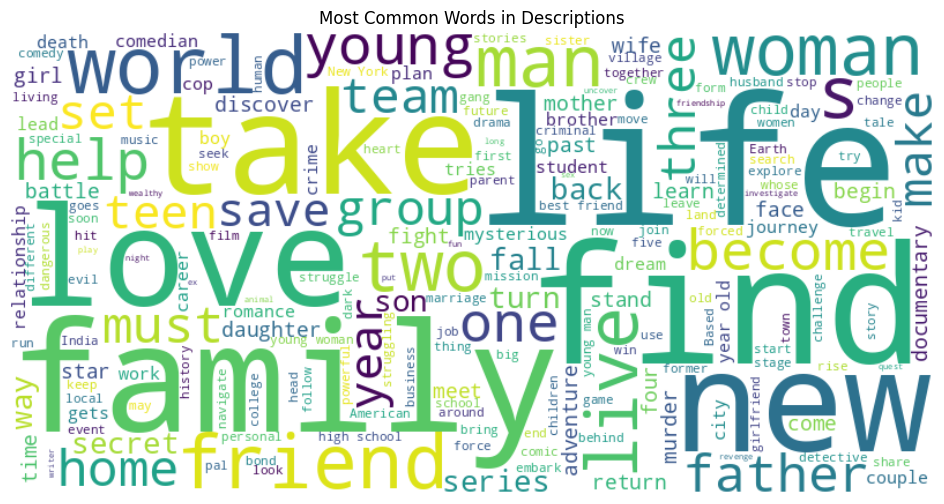 Most Common Words in Descriptions
death
comedian
young
stories
sister
wife
woman
comedy
world
power
human
cop
New York
plan
man
crew
village
together
three
form
husband
stop
people
s
girl
living
discover
team
gang
future
uncover
friendship
child
day
change
set
take
life
mother
brother
move
women
tale
make
lead
special
music
boy
seek
show
crime
heart
drama
tries
first
long
criminal
go
past
student
determined
Earth
search
explore
try
help
battle
wealthy
parent
sex
back
best friend
learn
leave
will
whose
investigate
begin
kid
teen
save
group
mysterious
now
join
land
face
journey
travel
relationship
goes
soon
different
dangerous
hit
play
film
night
fight
fall
five
forced
become
love
two
fun
mission
dream
documentary
evil
career
ex
struggle
put
dark
romance
animal
turn
stand
find
old
year old
town
challenge
story
must
son
marriage
one
job
live
use
Based
start
stage
run
India
daughter
young woman
year
struggling
thing
big
young man
win
former
rise
quest
family
star
work
history
head
follow
powerful
business
meet
game
four
new
way
keep
local
may
navigate
college
American
school
around
children
adventure
murder
city
girlfriend
come
gets
event
personal
high school
bring
end
behind
time
secret
bond
look
force
comic
detective
share
home
writer
pal
friend
series
embark
return
father
revenge
couple